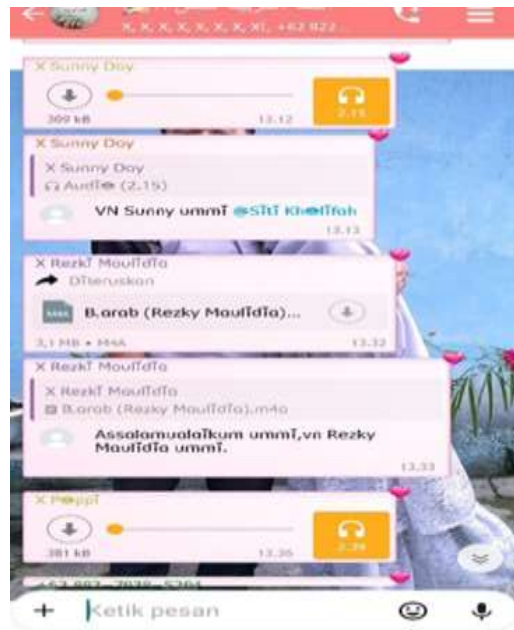 X, X, X, X, X, X, X, XI, +62 822...
X Sunny Day
309 kB
13.12
2.15
X Sunny Day
X Sunny Day
Audio (2.15)
VN Sunny ummi @Siti Kholifah
13.13
X Rezki Maulidia
Diteruskan
B.arab (Rezky Maulidia)...
3,1 MB • M4A
13.32
X Rezki Maulidia
X Rezki Maulidia
B.arab (Rezky Maulidia).m4a
Assalamualaikum ummi,vn Rezky
Maulidia ummi.
13.33
X Poppi
381 kB
13.36
Ketik pesan